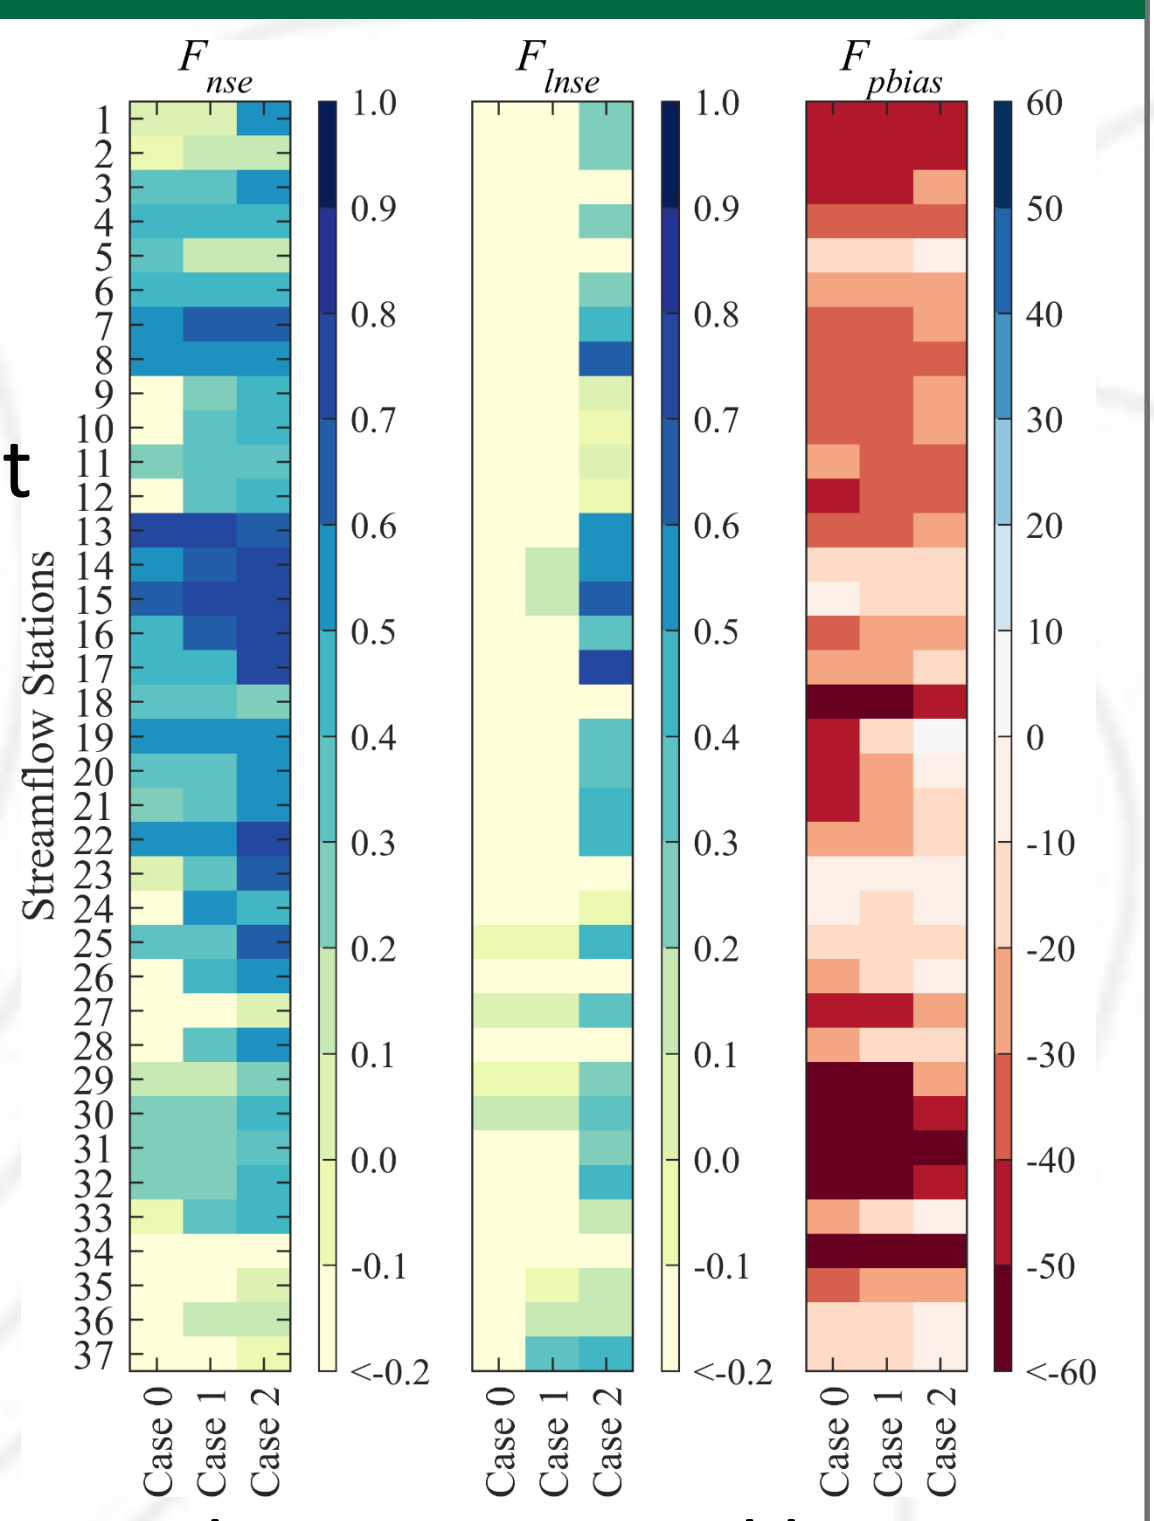 F nse F lnse F pbias
1 1.0 1.0 60
2
3 0.9 0.9 50
4
5
6 0.8 0.8 40
7
8
9 0.7 0.7 30
10
t
11
12 0.6 0.6 20
13
14
15 0.5 0.5 10
16
17
18
19 0.4 0.4 0
20
21
22 0.3 0.3 -10
23
24
25 0.2 0.2 -20
26
27
28 0.1 0.1 -30
29
30
31 0.0 0.0 -40
32
33
34 -0.1 -0.1 -50
35
36
37 <-0.2 <-0.2 <-60
Streamflow Stations
Case 0 Case 1 Case 2 Case 0 Case 1 Case 2 Case 0 Case 1 Case 2